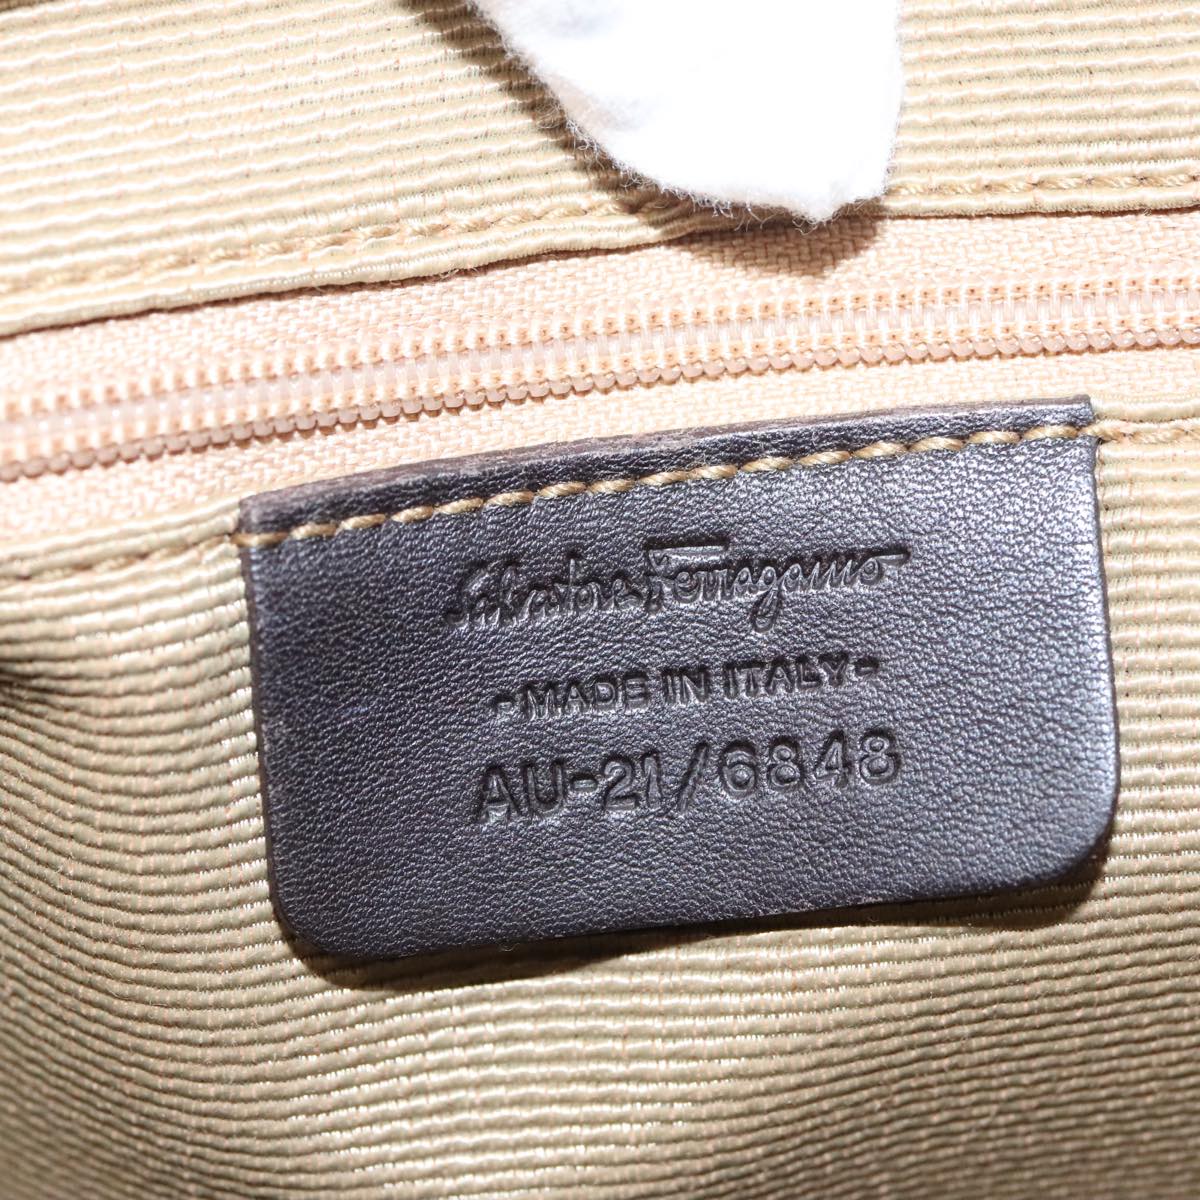 Salvatore Ferragamo
-MADE IN ITALY-
AU-21/6848